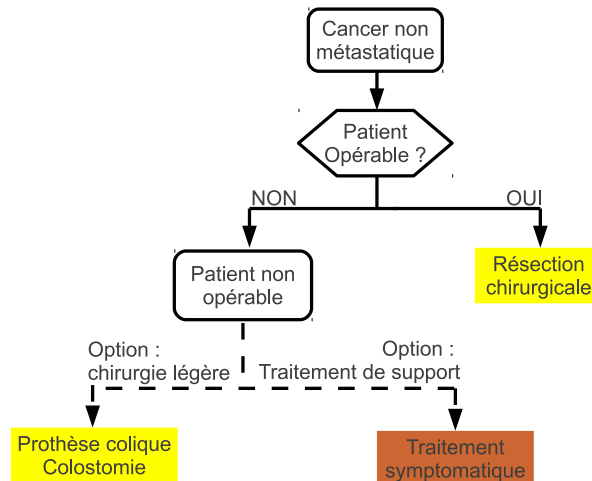 Cancer non
métastatique
Patient
Opérable ?
NON
OUI
Patient non
opérable
Résection
chirurgicale
Option :
chirurgie légère
Option :
Traitement de support
Prothèse colique
Colostomie
Traitement
symptomatique